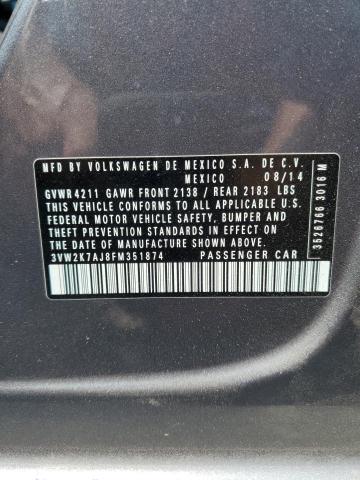 MFD BY VOLKSWAGEN DE MEXICO S.A. DE C.V.
MEXICO 08/14
GVWR 4211 GAWR FRONT 2138 / REAR 2183 LBS
THIS VEHICLE CONFORMS TO ALL APPLICABLE U.S.
FEDERAL MOTOR VEHICLE SAFETY, BUMPER AND
THEFT PREVENTION STANDARDS IN EFFECT ON
THE DATE OF MANUFACTURE SHOWN ABOVE
3VW2K7AJ8FM351874 PASSENGER CAR
3526766 3016 M